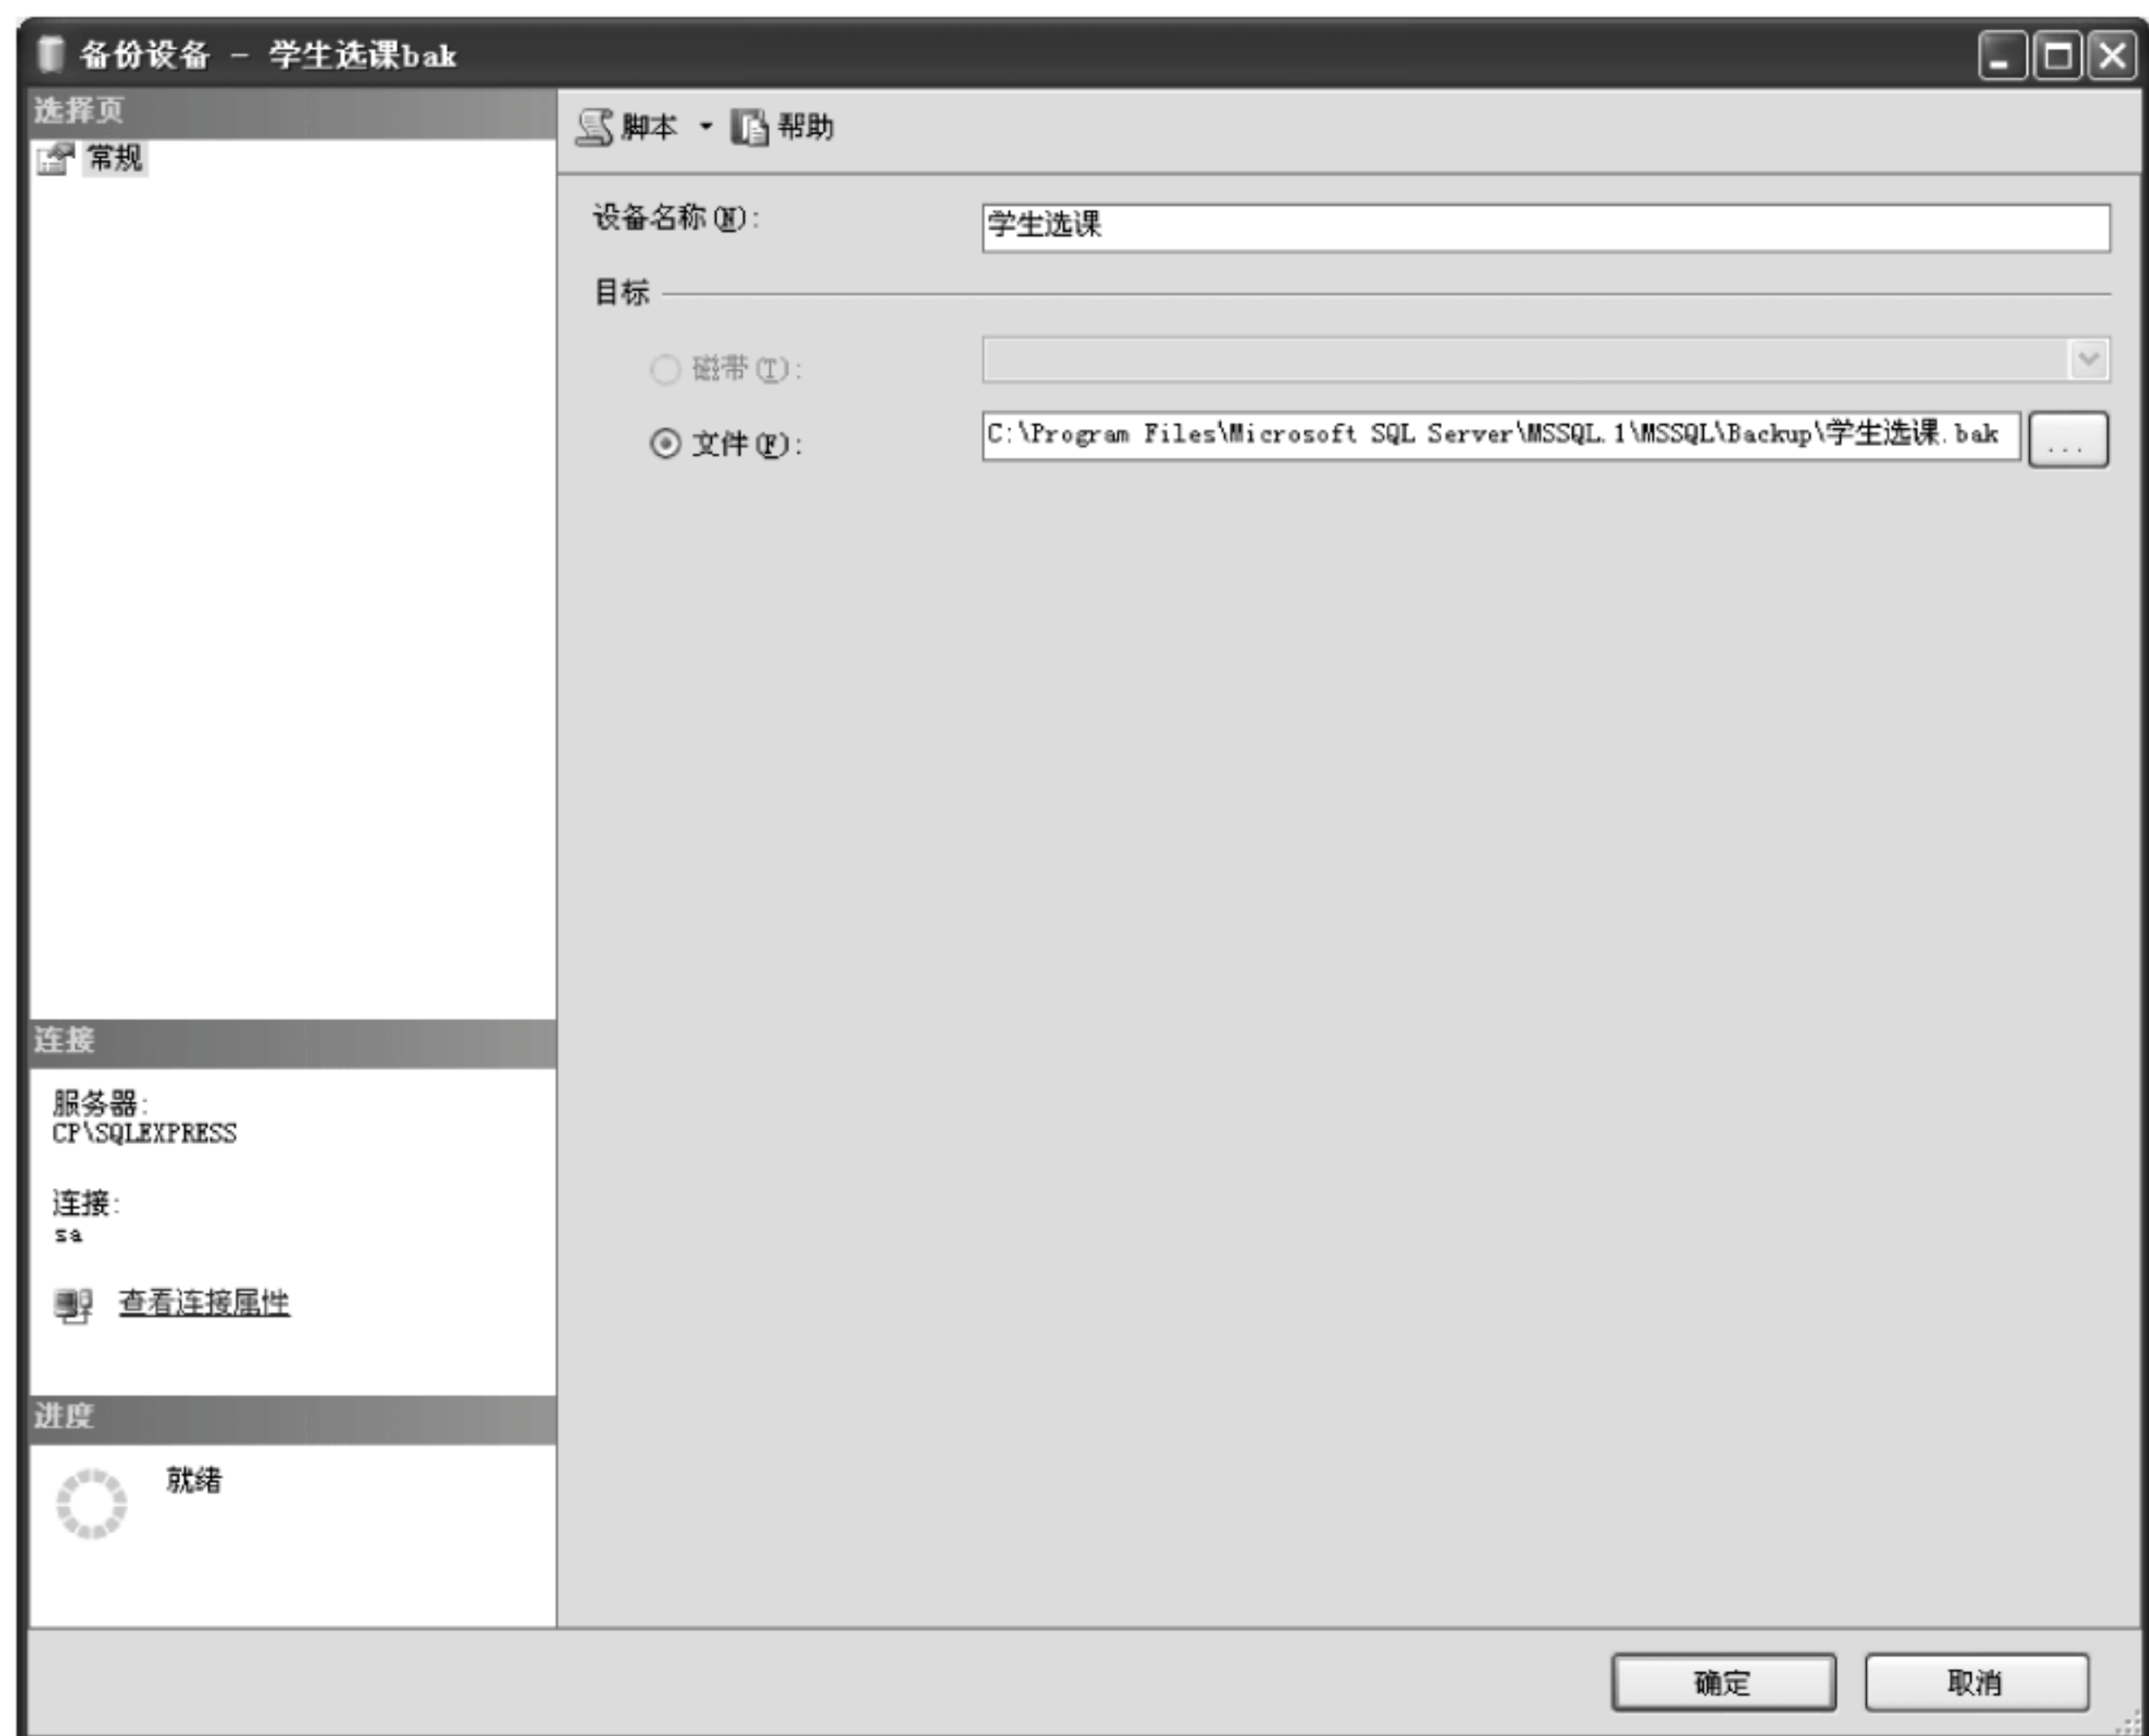 备份设备 - 学生选课bak
选择页
常规
脚本 帮助
设备名称(N): 学生选课
目标
磁带(T):
文件(F): C:\Program Files\Microsoft SQL Server\MSSQL.1\MSSQL\Backup\学生选课.bak ...
连接
服务器:
CP\SQLEXPRESS
连接:
sa
查看连接属性
进度
就绪
确定 取消